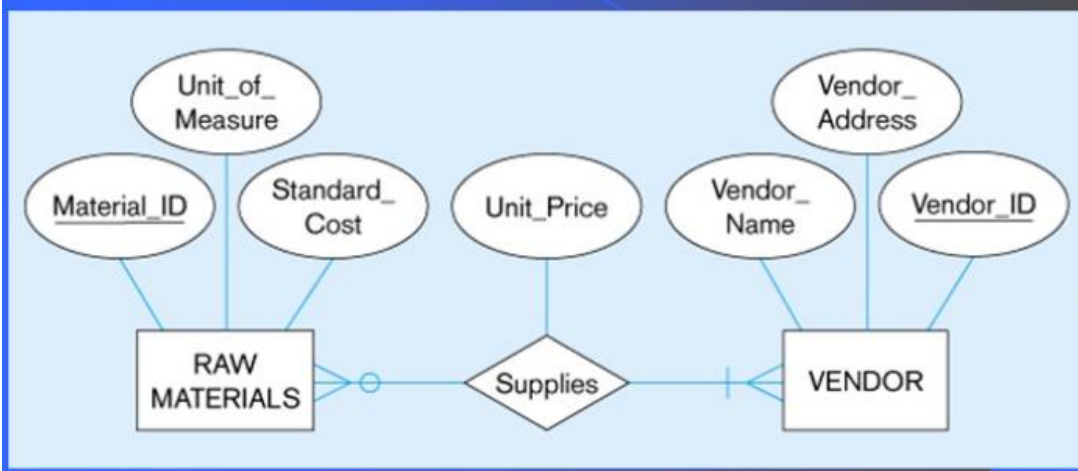 Unit_of_
Measure
Vendor_
Address
Material_ID
Standard_
Cost
Unit_Price
Vendor_
Name
Vendor_ID
RAW
MATERIALS
Supplies
VENDOR